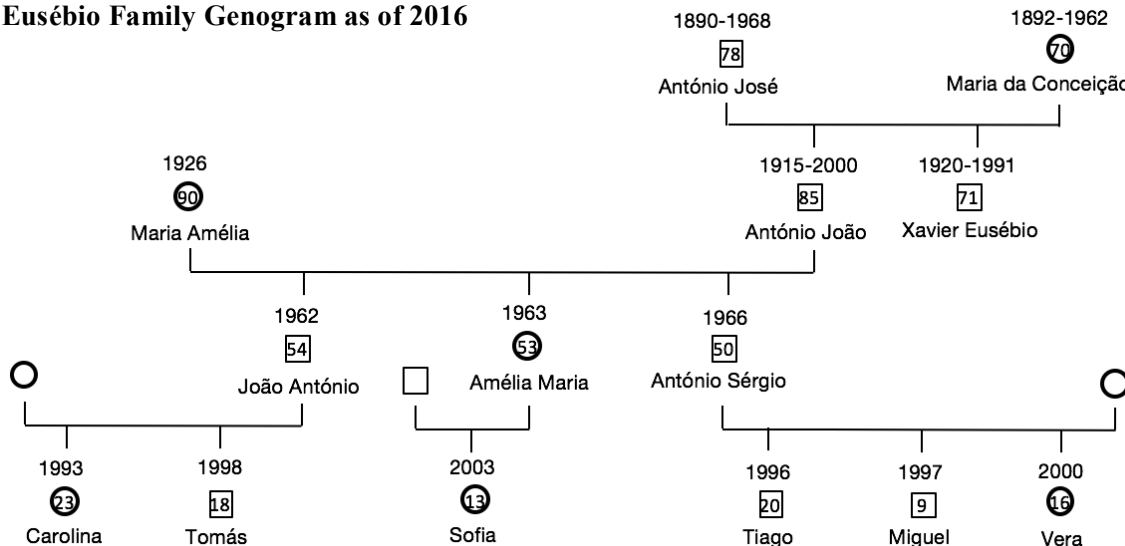 Eusébio Family Genogram as of 2016
1890-1968 1892-1962
78 70
António José Maria da Conceição
1926 1915-2000 1920-1991
90 85 71
Maria Amélia António João Xavier Eusébio
1962 1963 1966
54 53 50
João António Amélia Maria António Sérgio
1993 1998 2003 1996 1997 2000
23 18 13 20 9 16
Carolina Tomás Sofia Tiago Miguel Vera